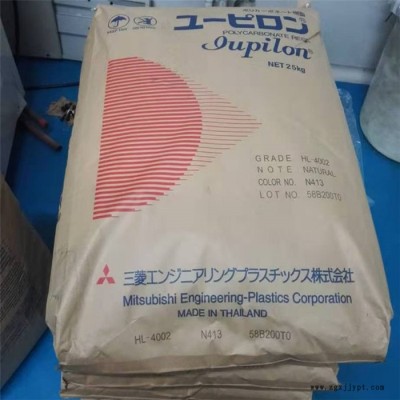 ユーピロン®
POLYCARBONATE RESIN
Iupilon®
NET 25kg
GRADE HL-4002
NOTE NATURAL
COLOR NO. N413
LOT NO. 58B200T0
三菱エンジニアリングプラスチックス株式会社
Mitsubishi Engineering-Plastics Corporation
MADE IN THAILAND
HL-4002 N413 58B200T0